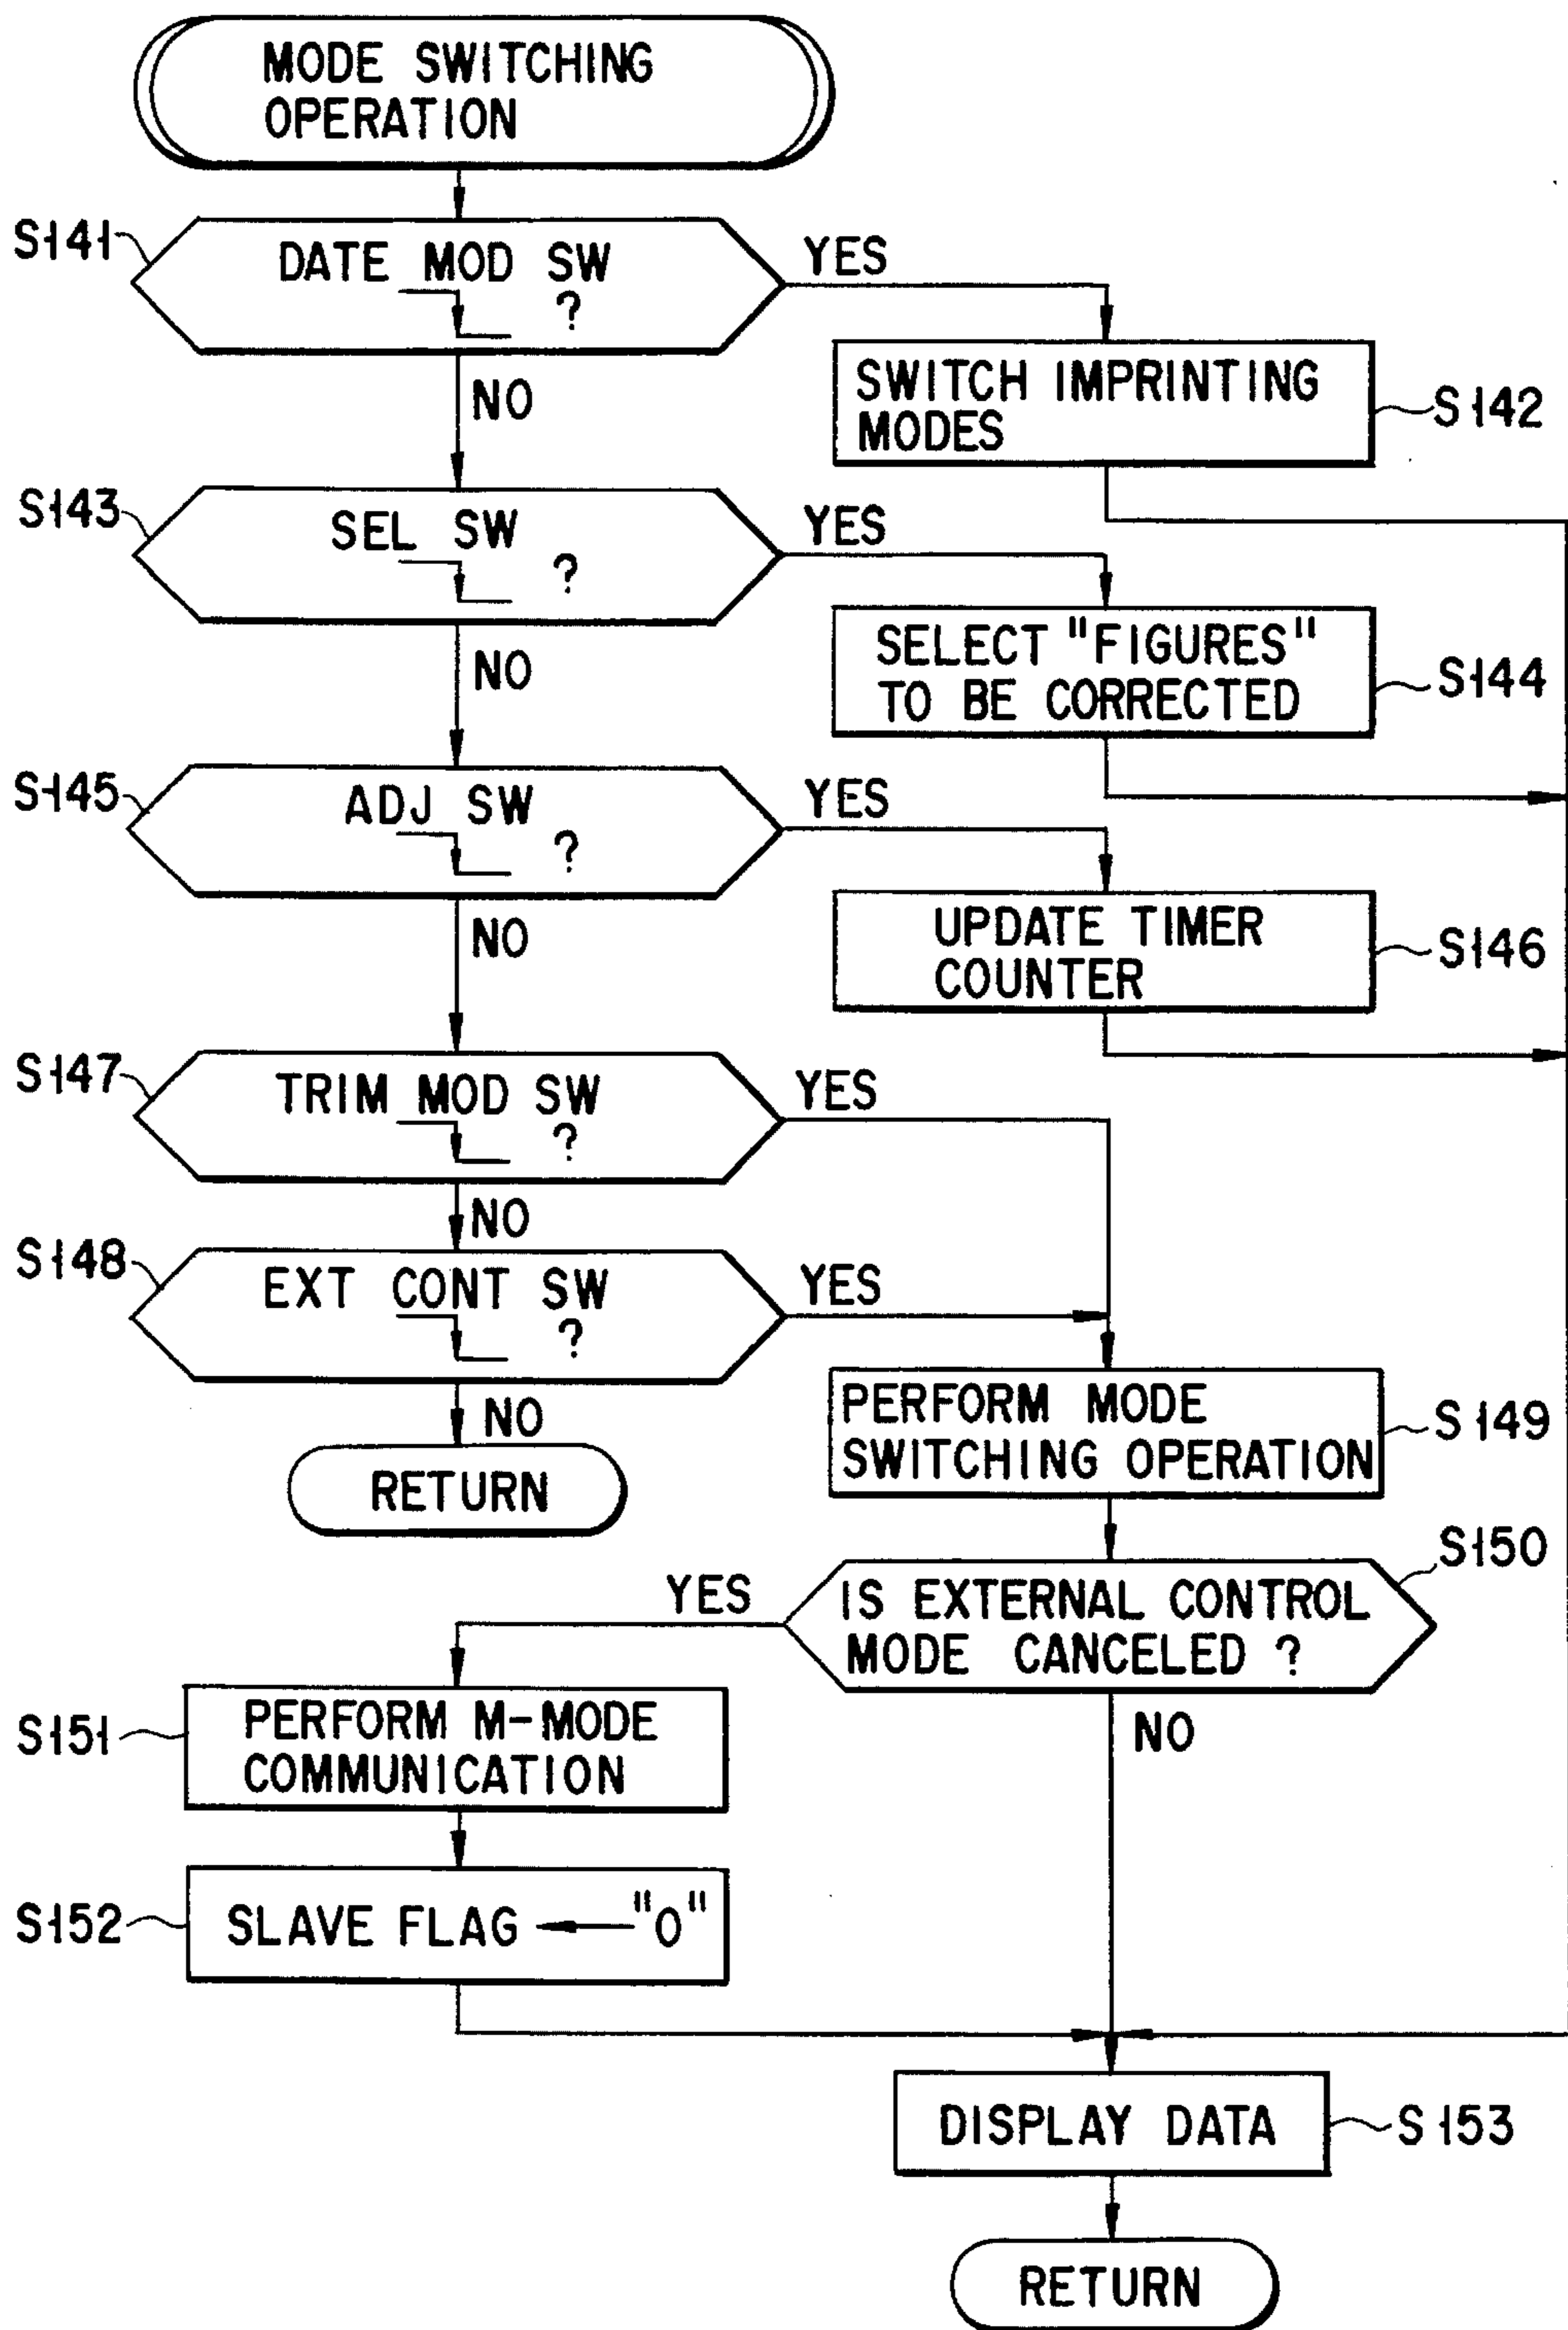 MODE SWITCHING
OPERATION
S141
DATE MOD SW
?
YES
NO
SWITCH IMPRINTING
MODES
S142
S143
SEL SW
?
YES
NO
SELECT "FIGURES"
TO BE CORRECTED
S144
S145
ADJ SW
?
YES
NO
UPDATE TIMER
COUNTER
S146
S147
TRIM MOD SW
?
YES
NO
S148
EXT CONT SW
?
YES
NO
RETURN
PERFORM MODE
SWITCHING OPERATION
S149
S150
IS EXTERNAL CONTROL
MODE CANCELED ?
YES
NO
S151
PERFORM M-MODE
COMMUNICATION
S152
SLAVE FLAG ← "0"
DISPLAY DATA
S153
RETURN